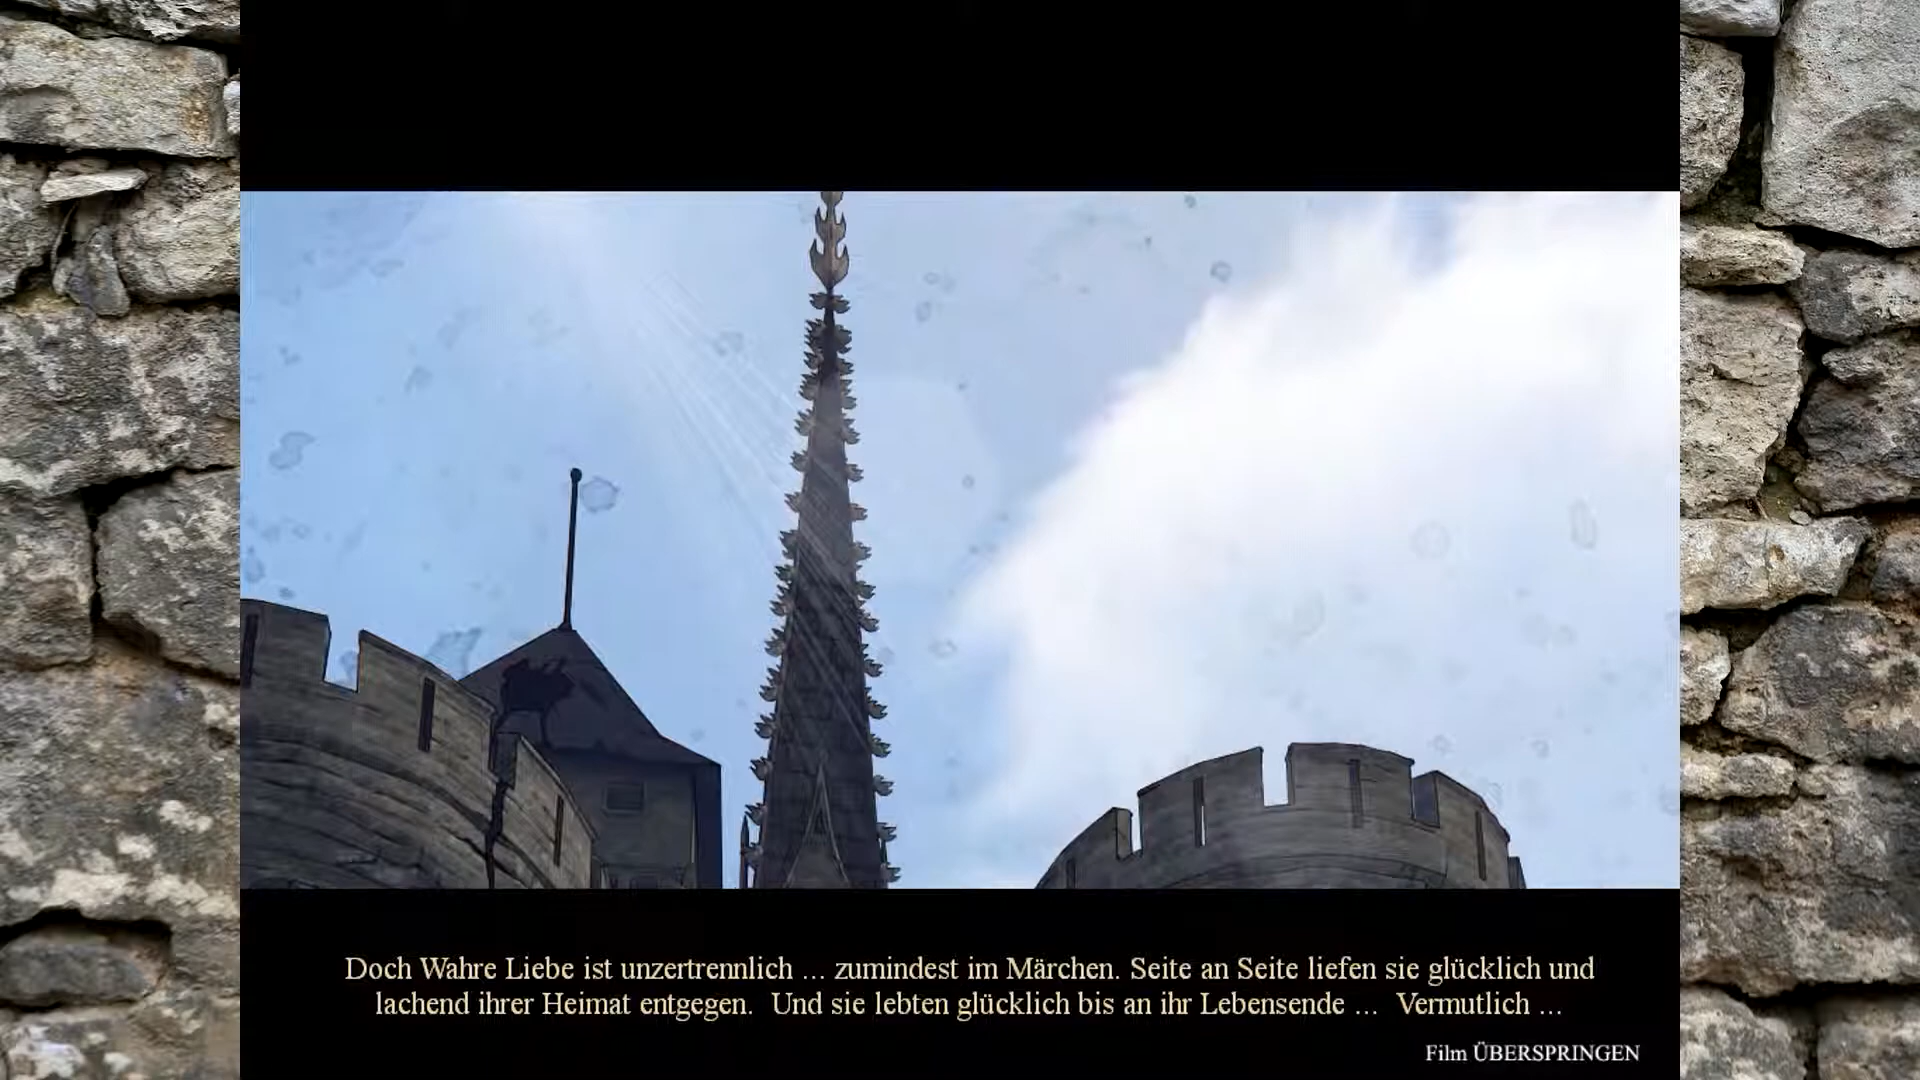 Doch Wahre Liebe ist unzertrennlich ... zumindest im Märchen. Seite an Seite liefen sie glücklich und
lachend ihrer Heimat entgegen.  Und sie lebten glücklich bis an ihr Lebensende ...  Vermutlich ...
Film ÜBERSPRINGEN